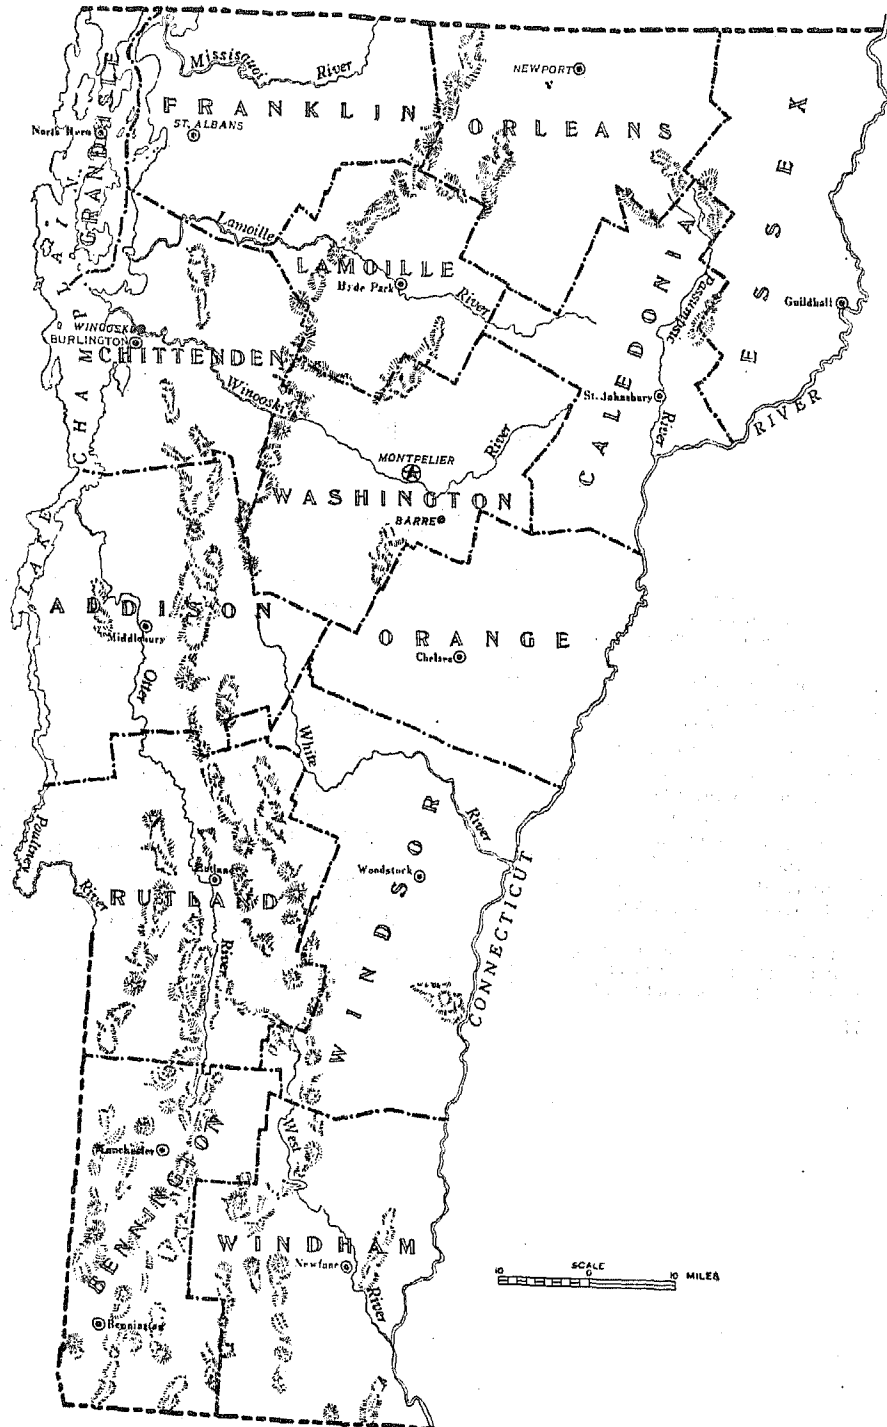 Missisquoi River
NEWPORT
FRANKLIN
ST. ALBANS
ORLEANS
ESSEX
North Hero
GRAND ISLE
Lamoille River
LAMOILLE
Hyde Park
CALEDONIA
Passumpsic River
Guildhall
WINOOSKI
BURLINGTON
CHITTENDEN
LAKE CHAMPLAIN
Winooski River
St. Johnsbury
CONNECTICUT RIVER
MONTPELIER
WASHINGTON
BARRE
ADDISON
Middlebury
ORANGE
Chelsea
Otter
White River
Poultney River
WINDSOR
Woodstock
Rutland
RUTLAND
River
BENNINGTON
Manchester
West River
WINDHAM
Newfane
Bennington
SCALE
10 0 10 MILES